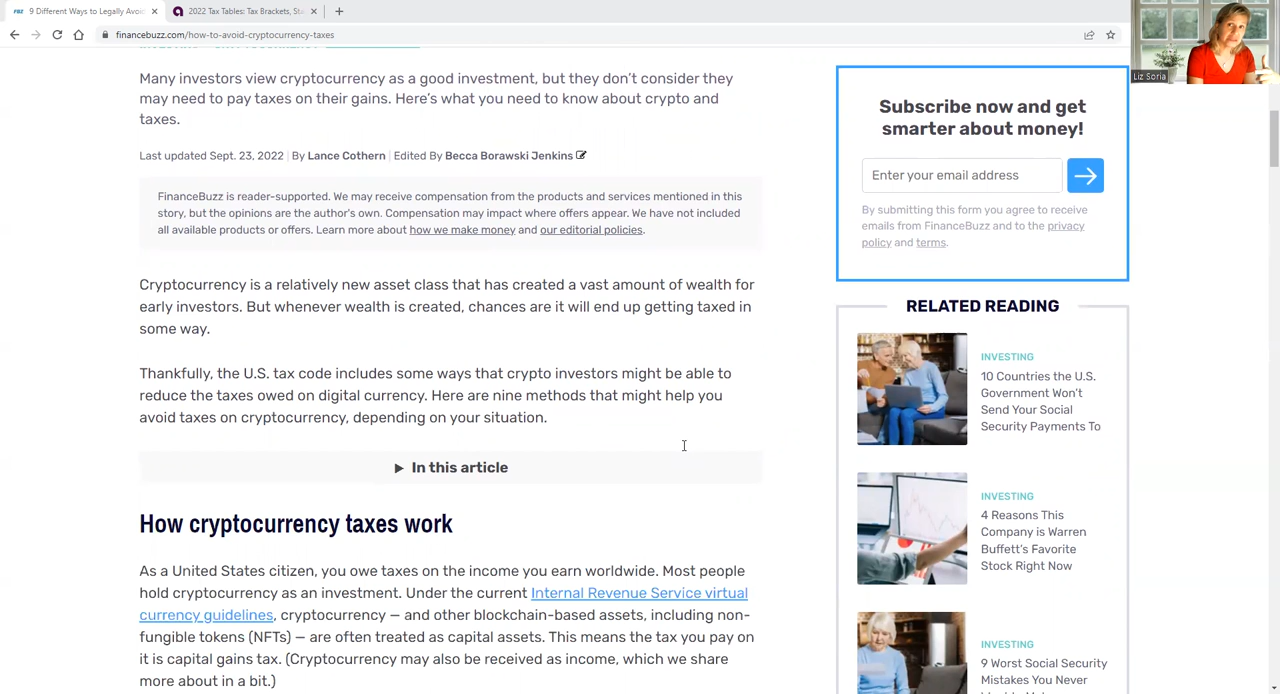 9 Different Ways to Legally Avoi
2022 Tax Tables: Tax Brackets, Sta
financebuzz.com/how-to-avoid-cryptocurrency-taxes
Liz Soria
Many investors view cryptocurrency as a good investment, but they don't consider they
may need to pay taxes on their gains. Here's what you need to know about crypto and
taxes.
Last updated Sept. 23, 2022 | By Lance Cothern | Edited By Becca Borawski Jenkins
FinanceBuzz is reader-supported. We may receive compensation from the products and services mentioned in this
story, but the opinions are the author's own. Compensation may impact where offers appear. We have not included
all available products or offers. Learn more about how we make money and our editorial policies.
Cryptocurrency is a relatively new asset class that has created a vast amount of wealth for
early investors. But whenever wealth is created, chances are it will end up getting taxed in
some way.
Thankfully, the U.S. tax code includes some ways that crypto investors might be able to
reduce the taxes owed on digital currency. Here are nine methods that might help you
avoid taxes on cryptocurrency, depending on your situation.
In this article
How cryptocurrency taxes work
As a United States citizen, you owe taxes on the income you earn worldwide. Most people
hold cryptocurrency as an investment. Under the current Internal Revenue Service virtual
currency guidelines, cryptocurrency — and other blockchain-based assets, including non-
fungible tokens (NFTs) — are often treated as capital assets. This means the tax you pay on
it is capital gains tax. (Cryptocurrency may also be received as income, which we share
more about in a bit.)
Subscribe now and get
smarter about money!
Enter your email address
By submitting this form you agree to receive
emails from FinanceBuzz and to the privacy
policy and terms.
RELATED READING
INVESTING
10 Countries the U.S.
Government Won't
Send Your Social
Security Payments To
INVESTING
4 Reasons This
Company is Warren
Buffett's Favorite
Stock Right Now
INVESTING
9 Worst Social Security
Mistakes You Never